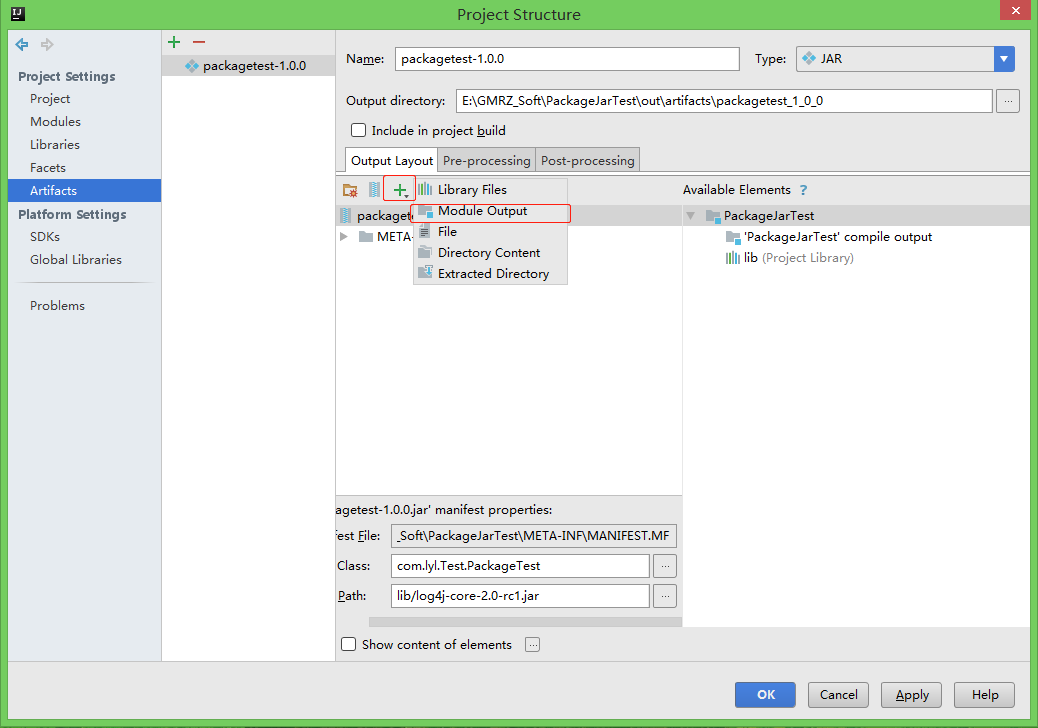 IJ
Project Structure
Project Settings
Project
Modules
Libraries
Facets
Artifacts
Platform Settings
SDKs
Global Libraries
Problems
packagetest-1.0.0
Name: packagetest-1.0.0 Type: JAR
Output directory: E:\GMRZ_Soft\PackageJarTest\out\artifacts\packagetest_1_0_0 ...
Include in project build
Output Layout Pre-processing Post-processing
Library Files
Module Output
File
Directory Content
Extracted Directory
packagete
META-
Available Elements ?
PackageJarTest
'PackageJarTest' compile output
lib (Project Library)
agetest-1.0.0.jar' manifest properties:
fest File: _Soft\PackageJarTest\META-INF\MANIFEST.MF
Class: com.lyl.Test.PackageTest ...
Path: lib/log4j-core-2.0-rc1.jar ...
Show content of elements ...
OK Cancel Apply Help